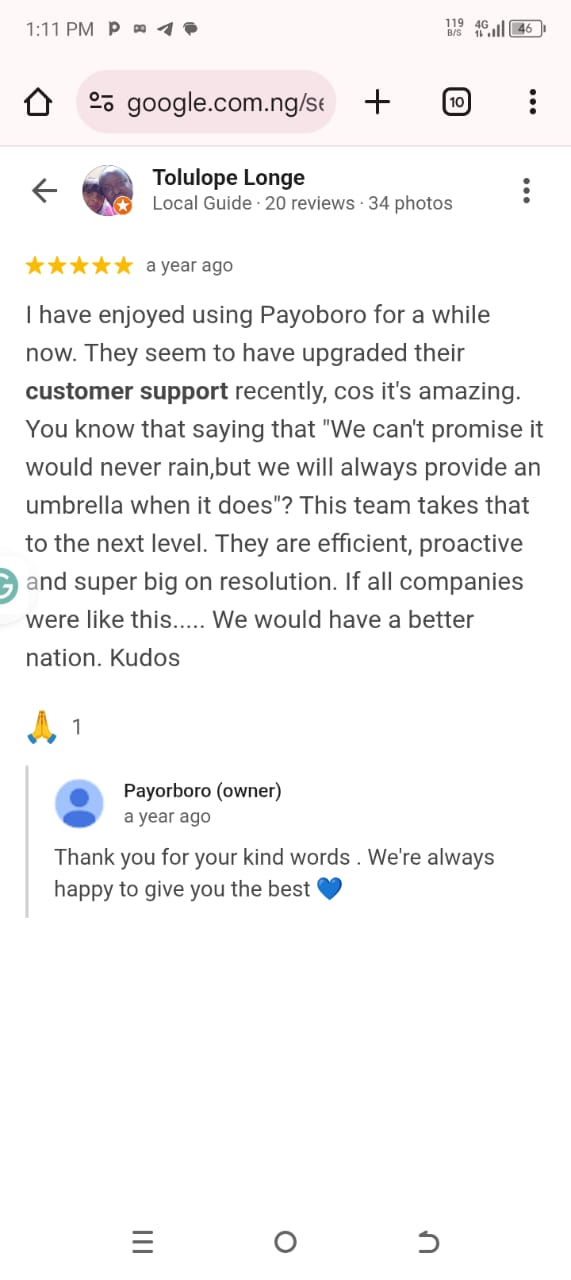 1:11 PM
119 B/S 4G 46
google.com.ng/se
10
Tolulope Longe
Local Guide · 20 reviews · 34 photos
a year ago
I have enjoyed using Payoboro for a while
now. They seem to have upgraded their
customer support recently, cos it's amazing.
You know that saying that "We can't promise it
would never rain,but we will always provide an
umbrella when it does"? This team takes that
to the next level. They are efficient, proactive
and super big on resolution. If all companies
were like this..... We would have a better
nation. Kudos
🙏 1
Payorboro (owner)
a year ago
Thank you for your kind words . We're always
happy to give you the best 💙